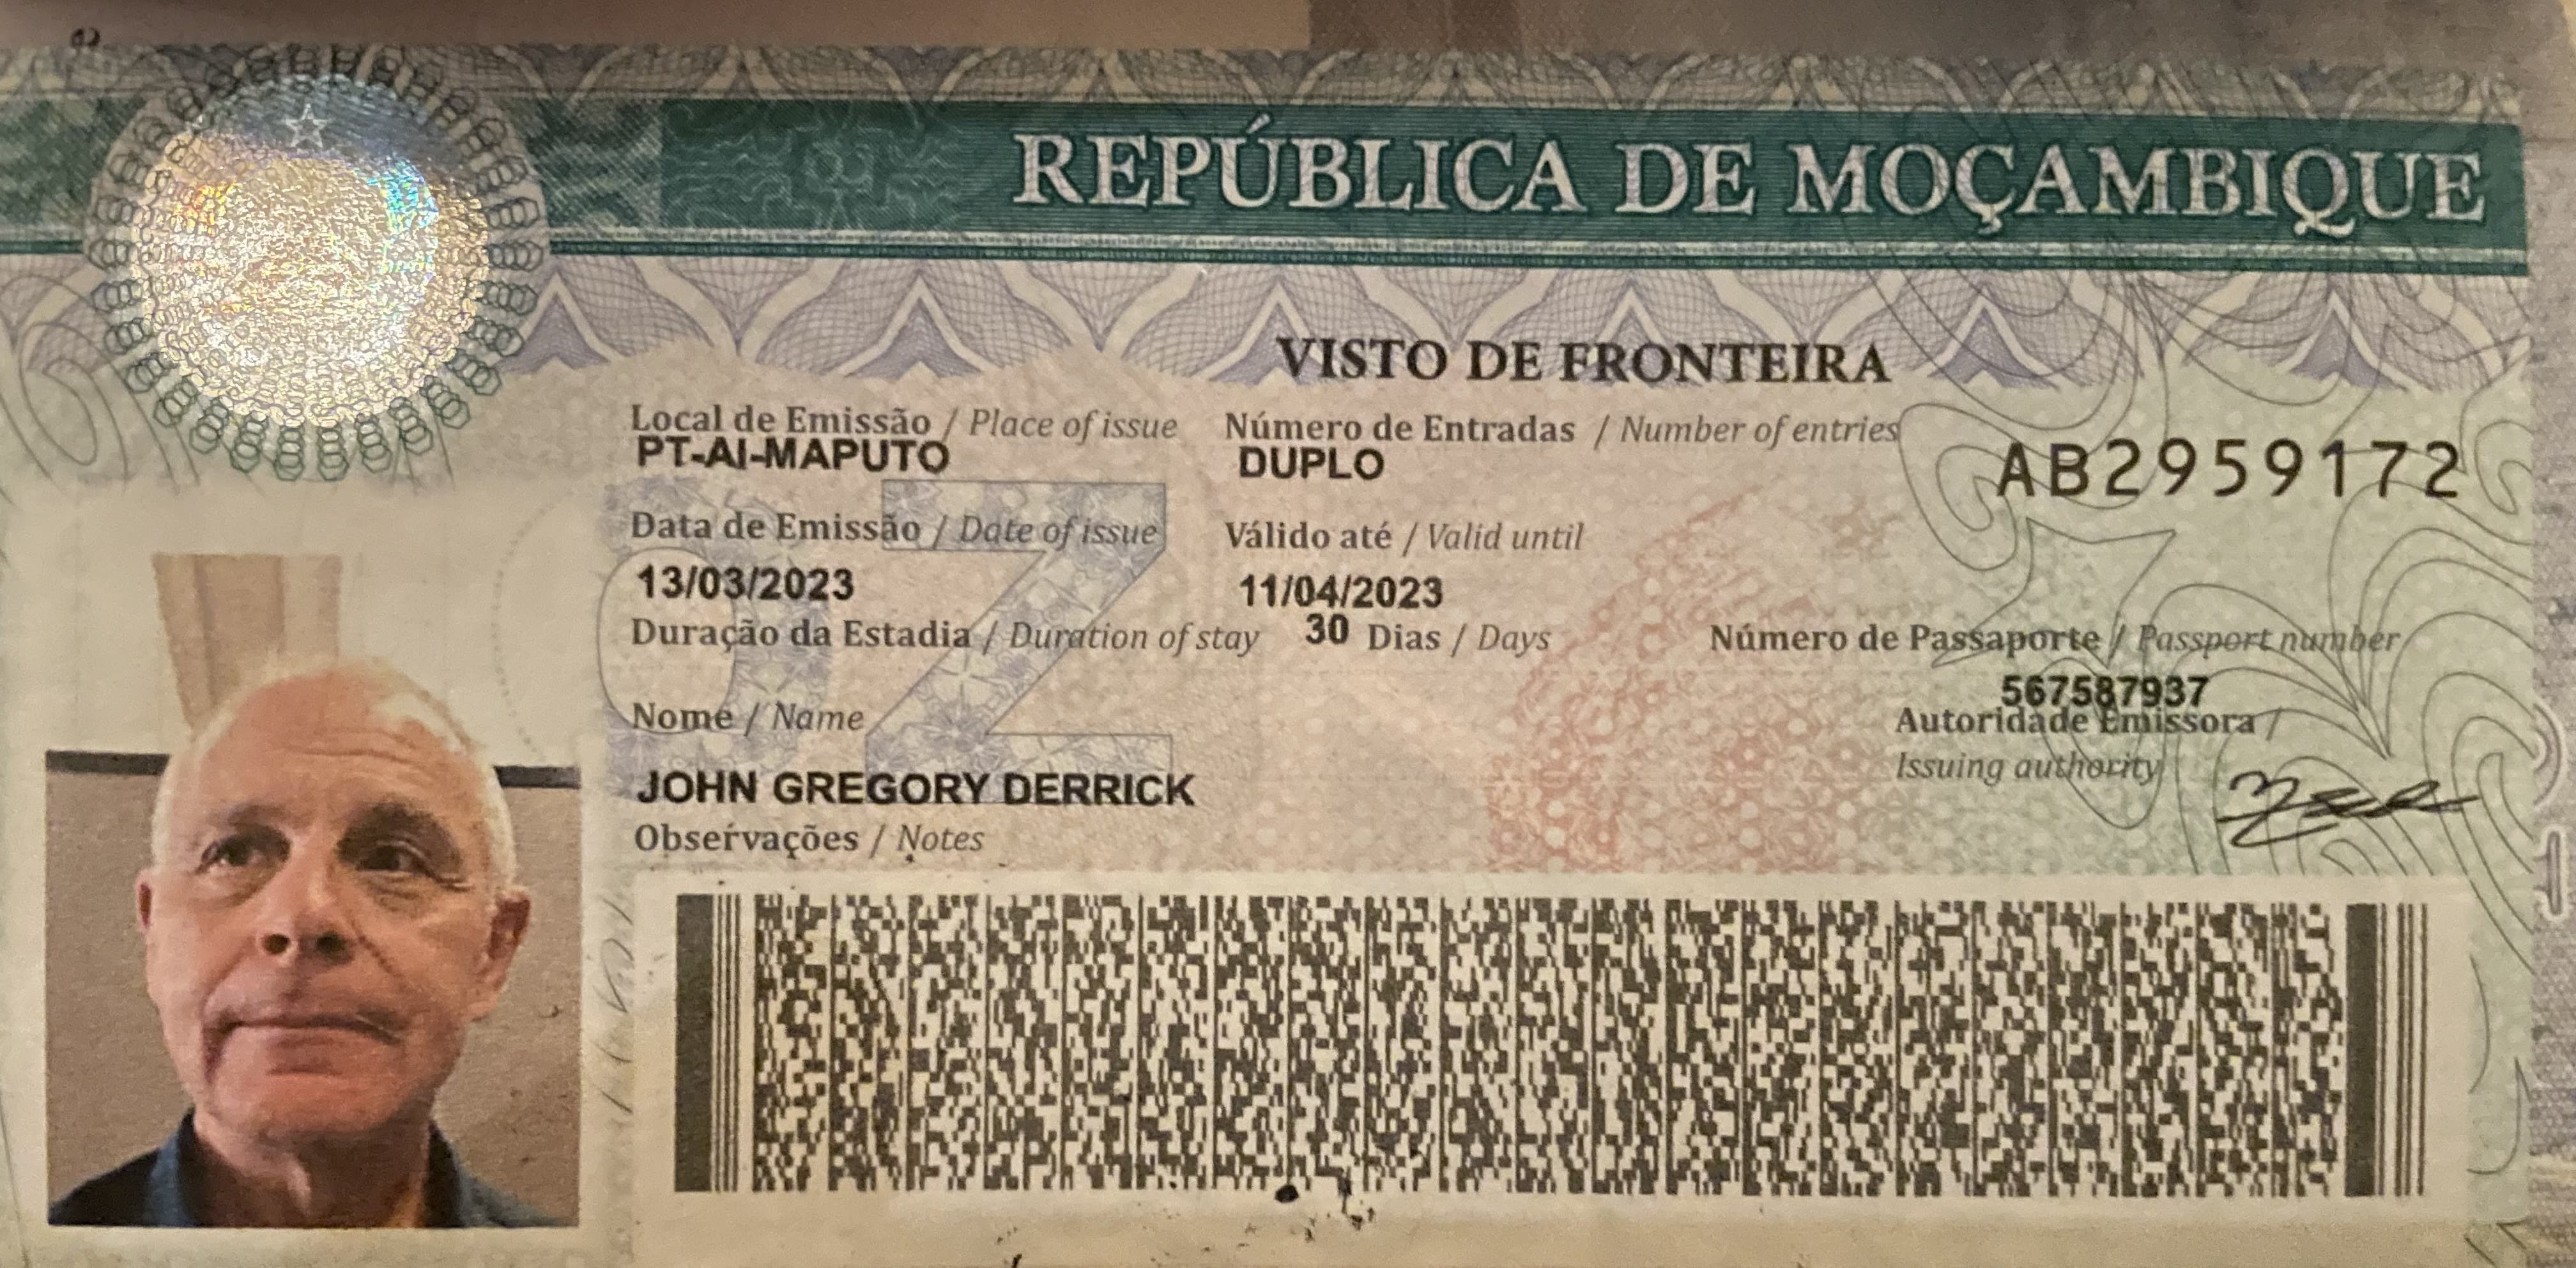 REPÚBLICA DE MOÇAMBIQUE
VISTO DE FRONTEIRA
Local de Emissão / Place of issue
PT-AI-MAPUTO
Número de Entradas / Number of entries
DUPLO
AB2959172
Data de Emissão / Date of issue
13/03/2023
Válido até / Valid until
11/04/2023
Duração da Estadia / Duration of stay 30 Dias / Days
Número de Passaporte / Passport number
567587937
Nome / Name
JOHN GREGORY DERRICK
Autoridade Emissora /
Issuing authority
Observações / Notes